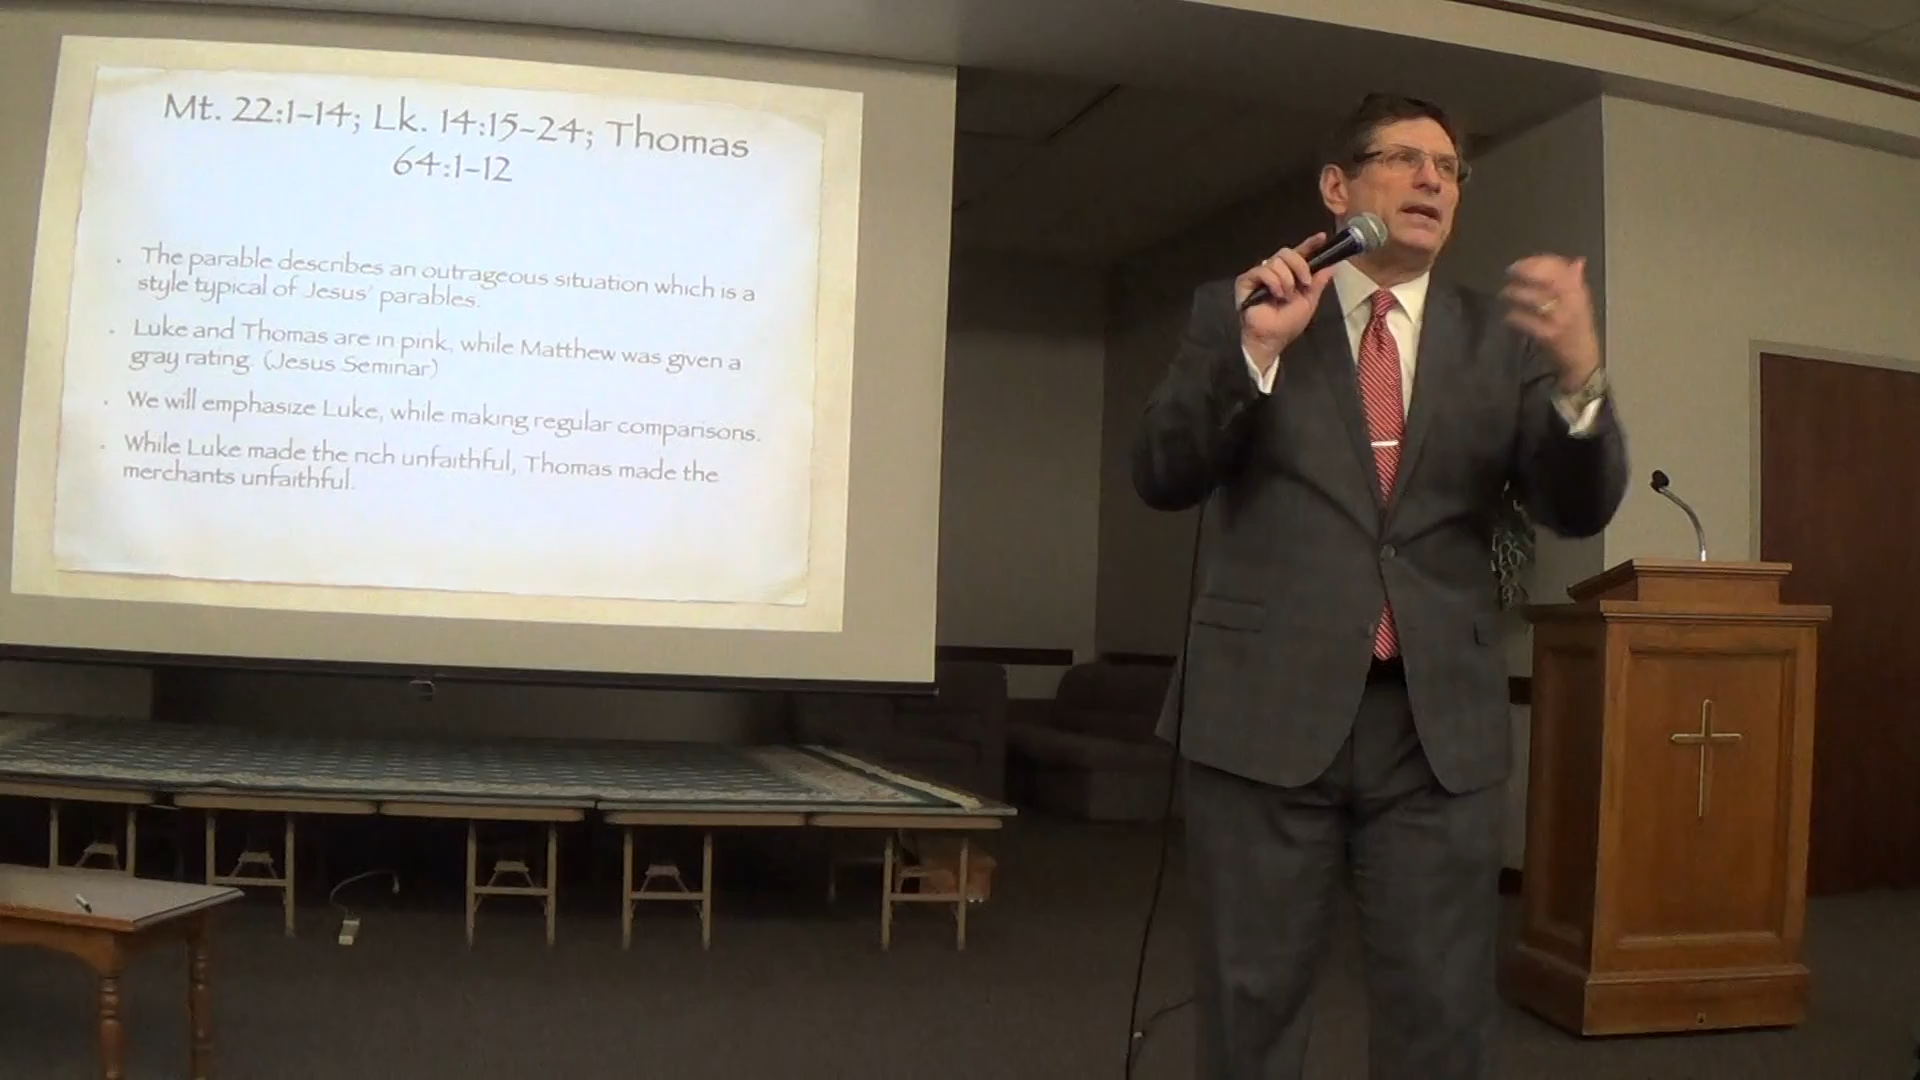 Mt. 22:1-14; Lk. 14:15-24; Thomas
64:1-12
. The parable describes an outrageous situation which is a
style typical of Jesus' parables.
. Luke and Thomas are in pink, while Matthew was given a
gray rating. (Jesus Seminar)
. We will emphasize Luke, while making regular comparisons.
. While Luke made the rich unfaithful, Thomas made the
merchants unfaithful.